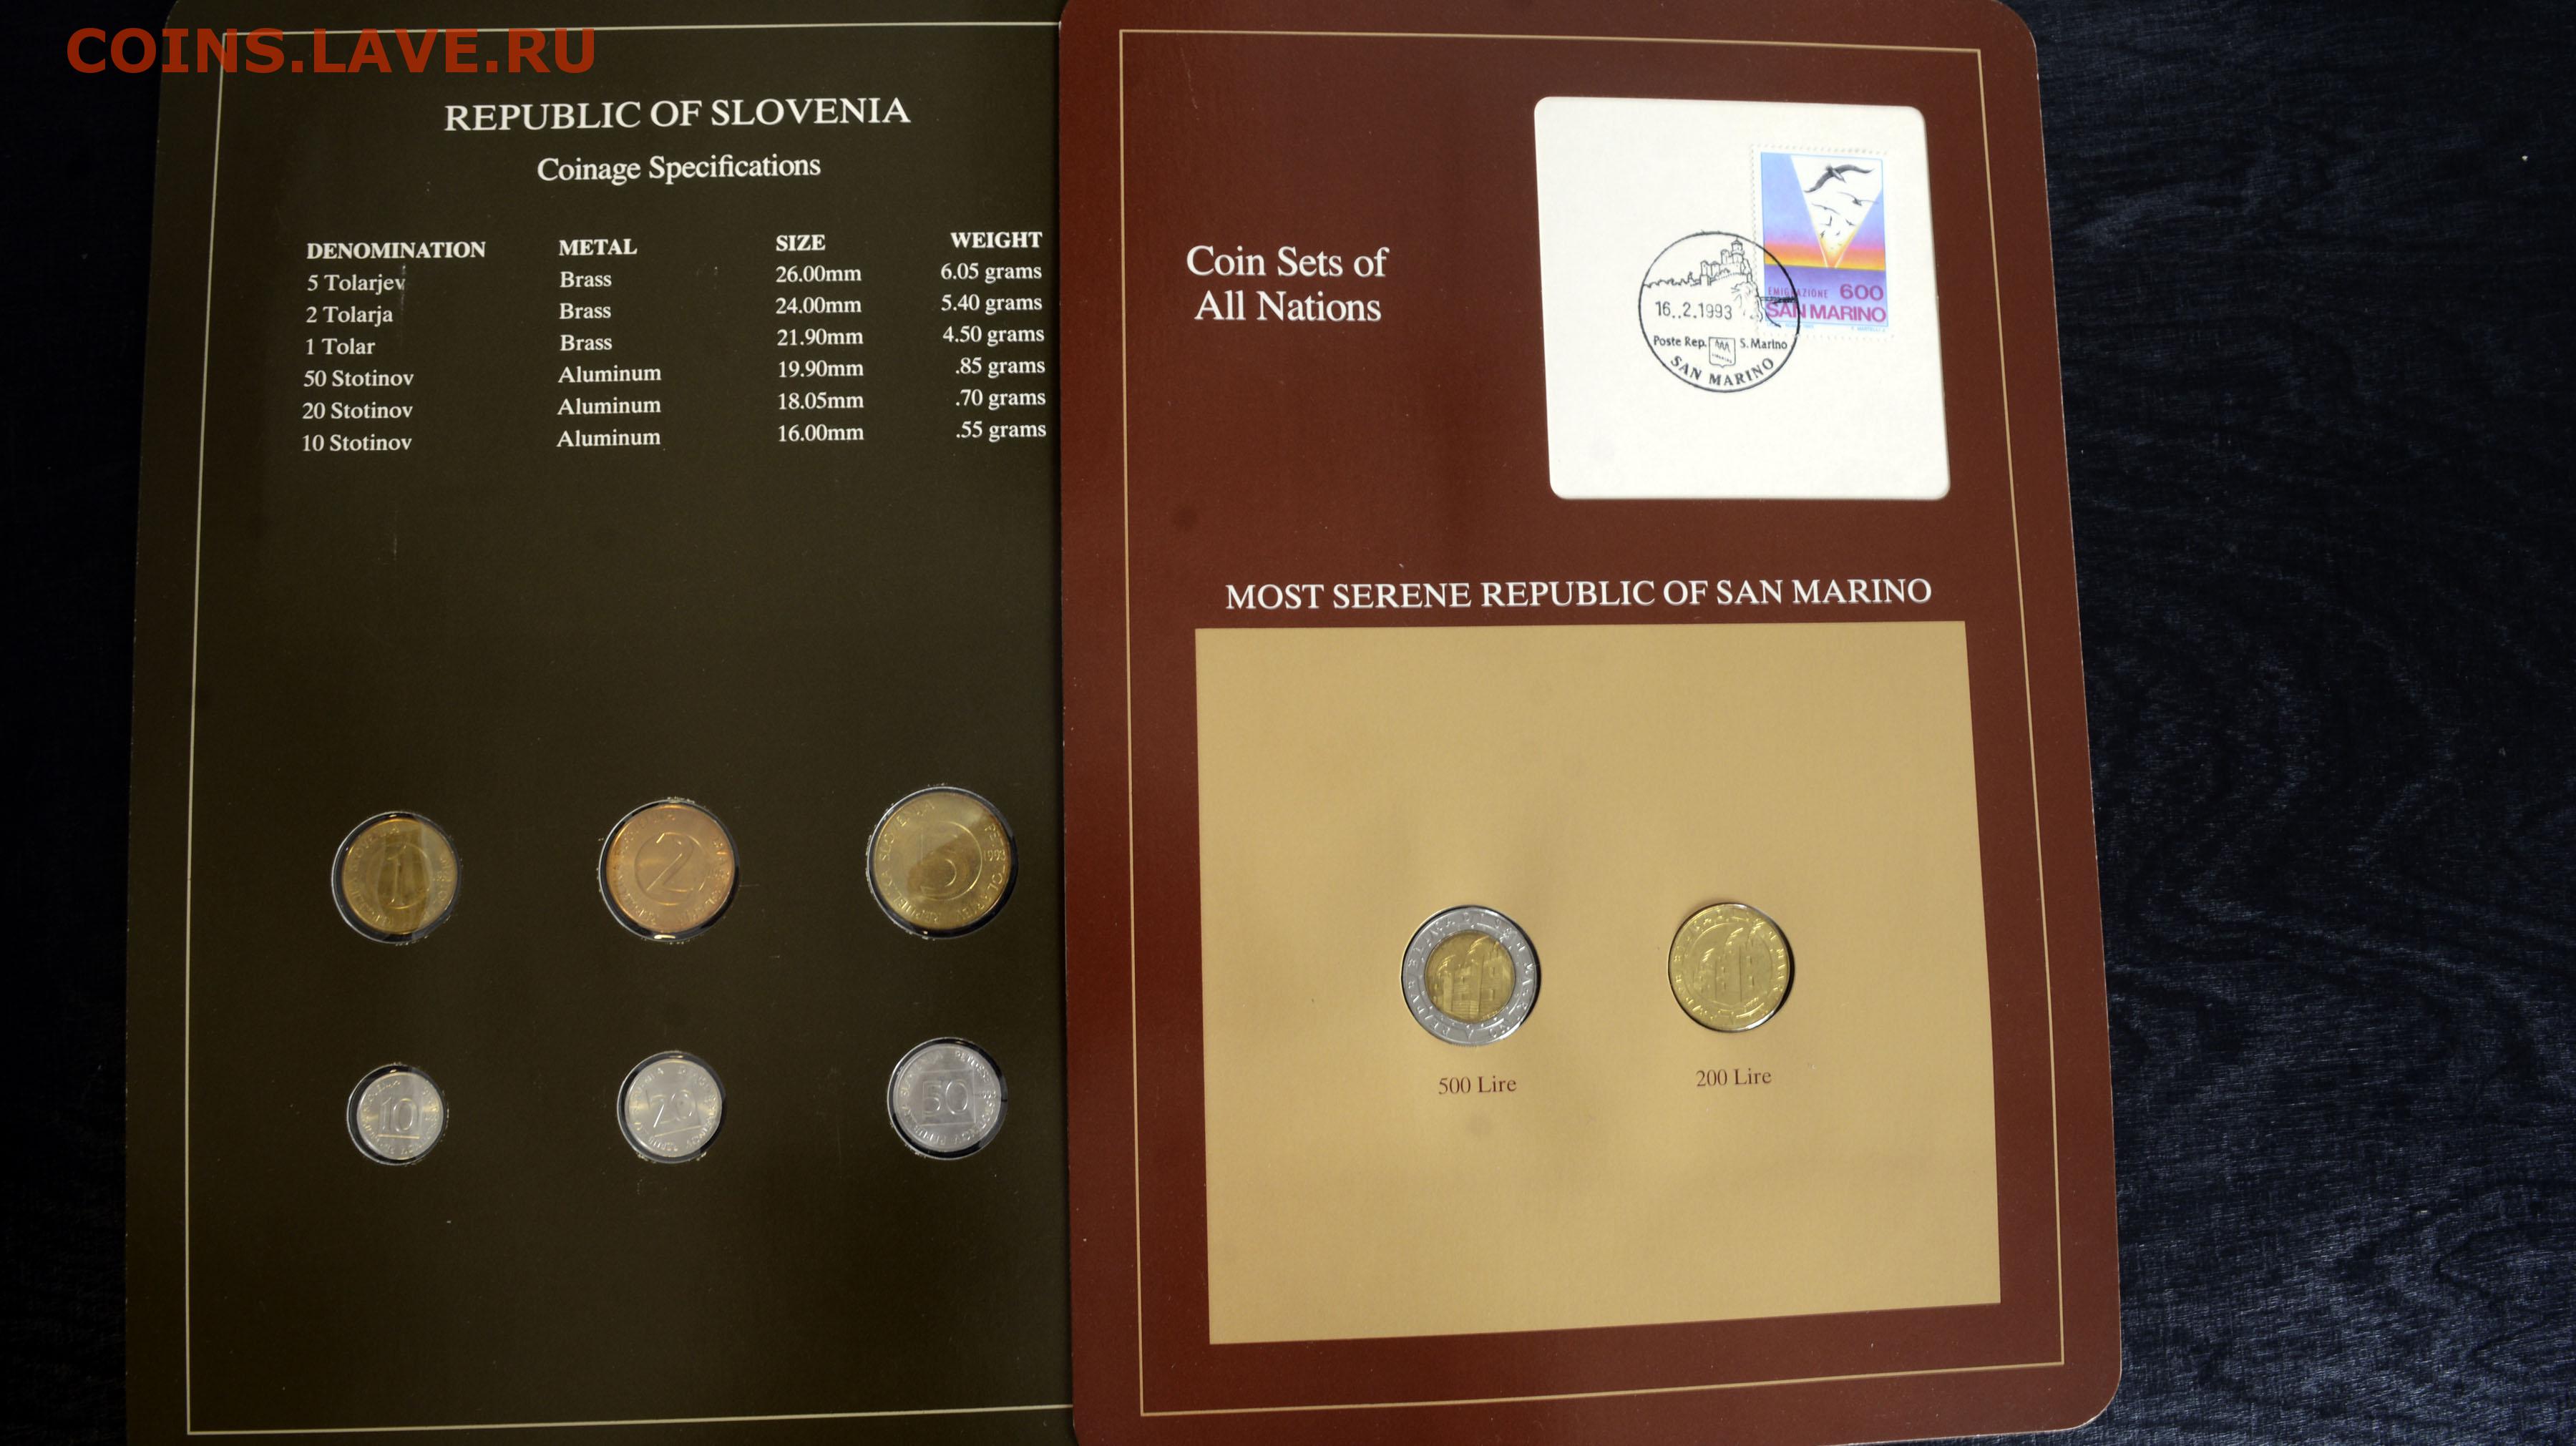 COINS.LAVE.RU
REPUBLIC OF SLOVENIA
Coinage Specifications
DENOMINATION METAL SIZE WEIGHT
5 Tolarjev Brass 26.00mm 6.05 grams
2 Tolarja Brass 24.00mm 5.40 grams
1 Tolar Brass 21.90mm 4.50 grams
50 Stotinov Aluminum 19.90mm .85 grams
20 Stotinov Aluminum 18.05mm .70 grams
10 Stotinov Aluminum 16.00mm .55 grams
1
2
5
10
20
50
Coin Sets of
All Nations
600
SAN MARINO
16.2.1993
Poste Rep. S. Marino
SAN MARINO
MOST SERENE REPUBLIC OF SAN MARINO
500 Lire
200 Lire